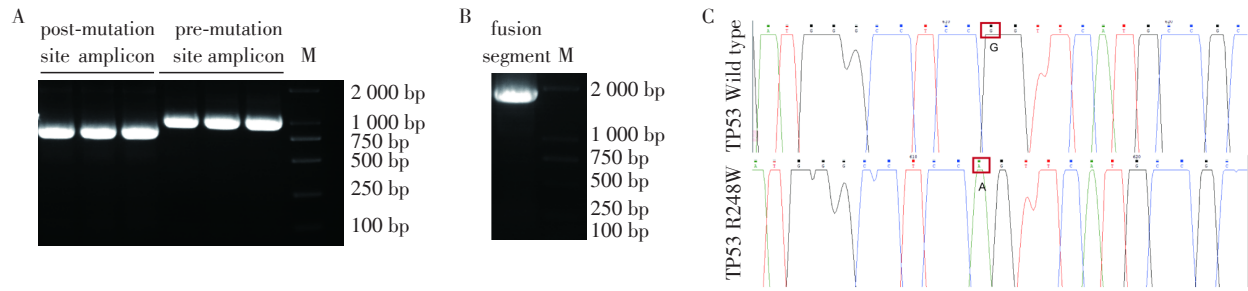 A
post-mutation
site amplicon
pre-mutation
site amplicon
M
2 000 bp
1 000 bp
750 bp
500 bp
250 bp
100 bp
B
fusion
segment M
2 000 bp
1 000 bp
750 bp
500 bp
250 bp
100 bp
C
TP53 Wild type
A T G G G C C T C C G G T T C A T G C C G C
G
TP53 R248W
A T G G G C C T C C A G T T C A T G C C G C
A